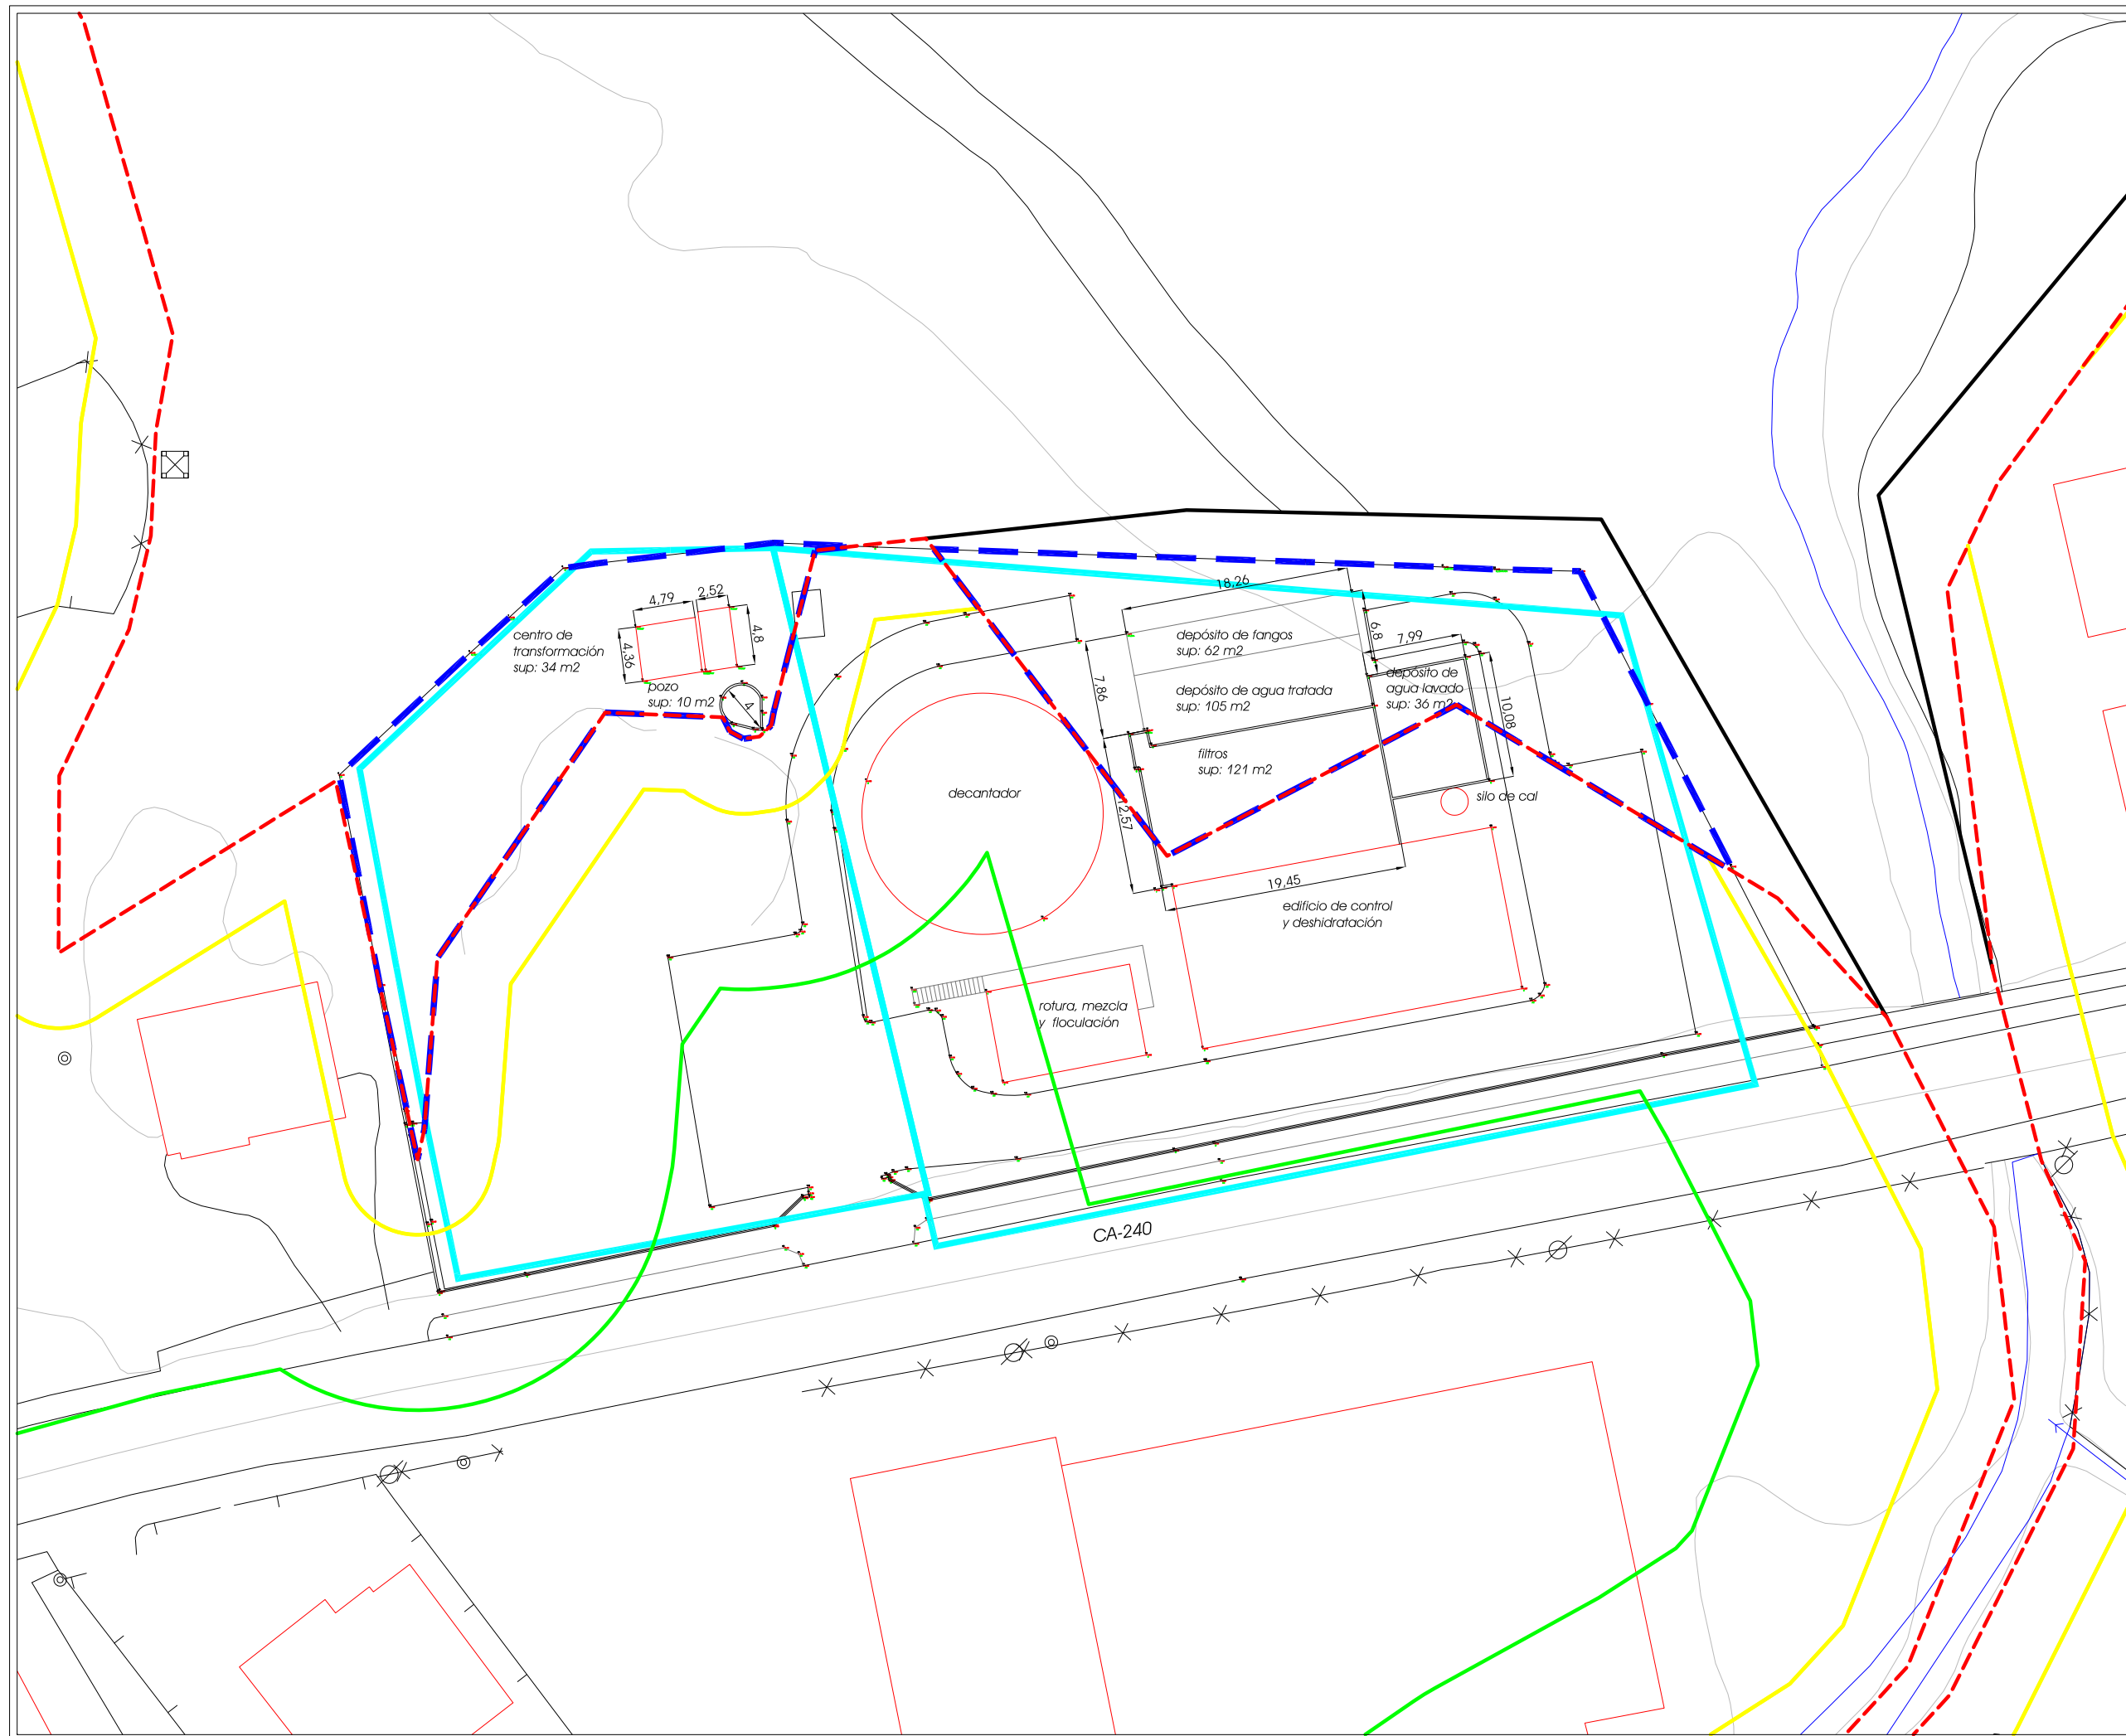 18,26
4,79
2,52
4,8
4,36
centro de
transformación
sup: 34 m2
pozo
sup: 10 m2
4
depósito de fangos
sup: 62 m2
6,8
7,99
depósito de agua tratada
sup: 105 m2
depósito de
agua lavado
sup: 36 m2
7,86
10,08
filtros
sup: 121 m2
decantador
silo de cal
12,57
19,45
edificio de control
y deshidratación
rotura, mezcla
y floculación
CA-240